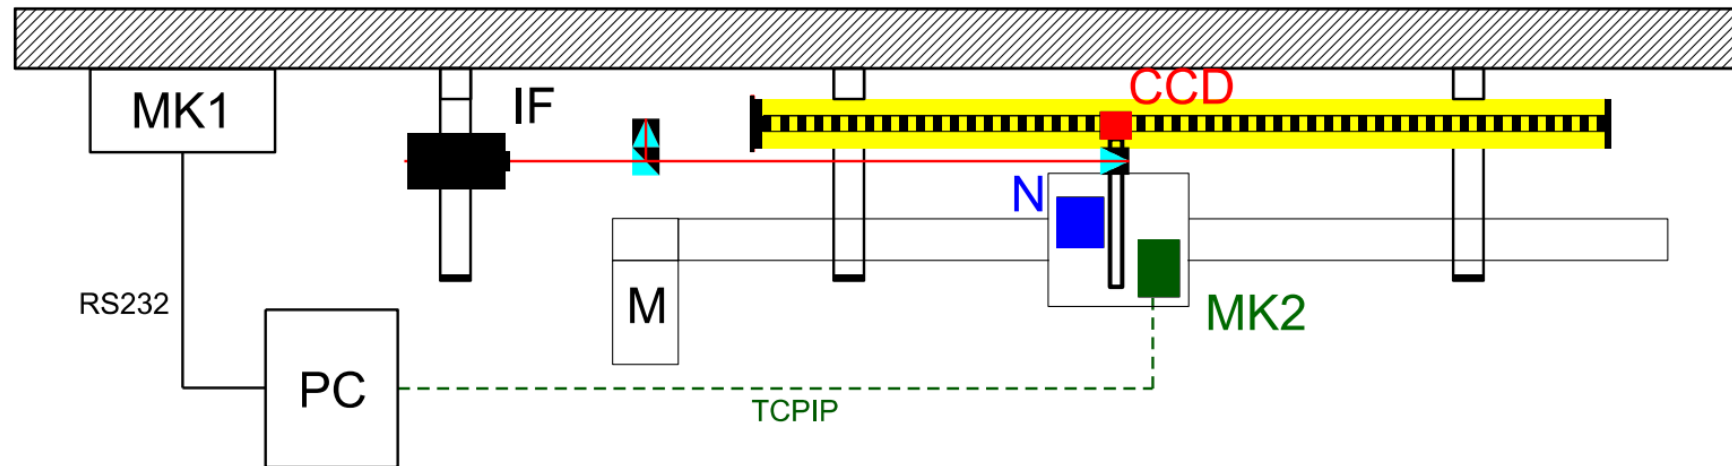 CCD
MK1
IF
N
RS232
M
MK2
PC
TCPIP